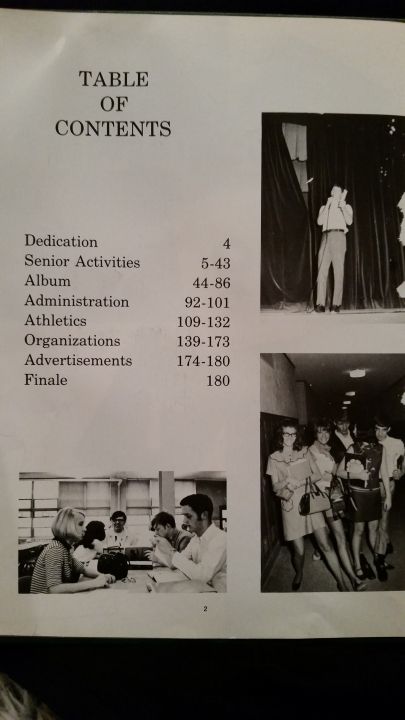 TABLE
OF
CONTENTS
Dedication 4
Senior Activities 5-43
Album 44-86
Administration 92-101
Athletics 109-132
Organizations 139-173
Advertisements 174-180
Finale 180
2